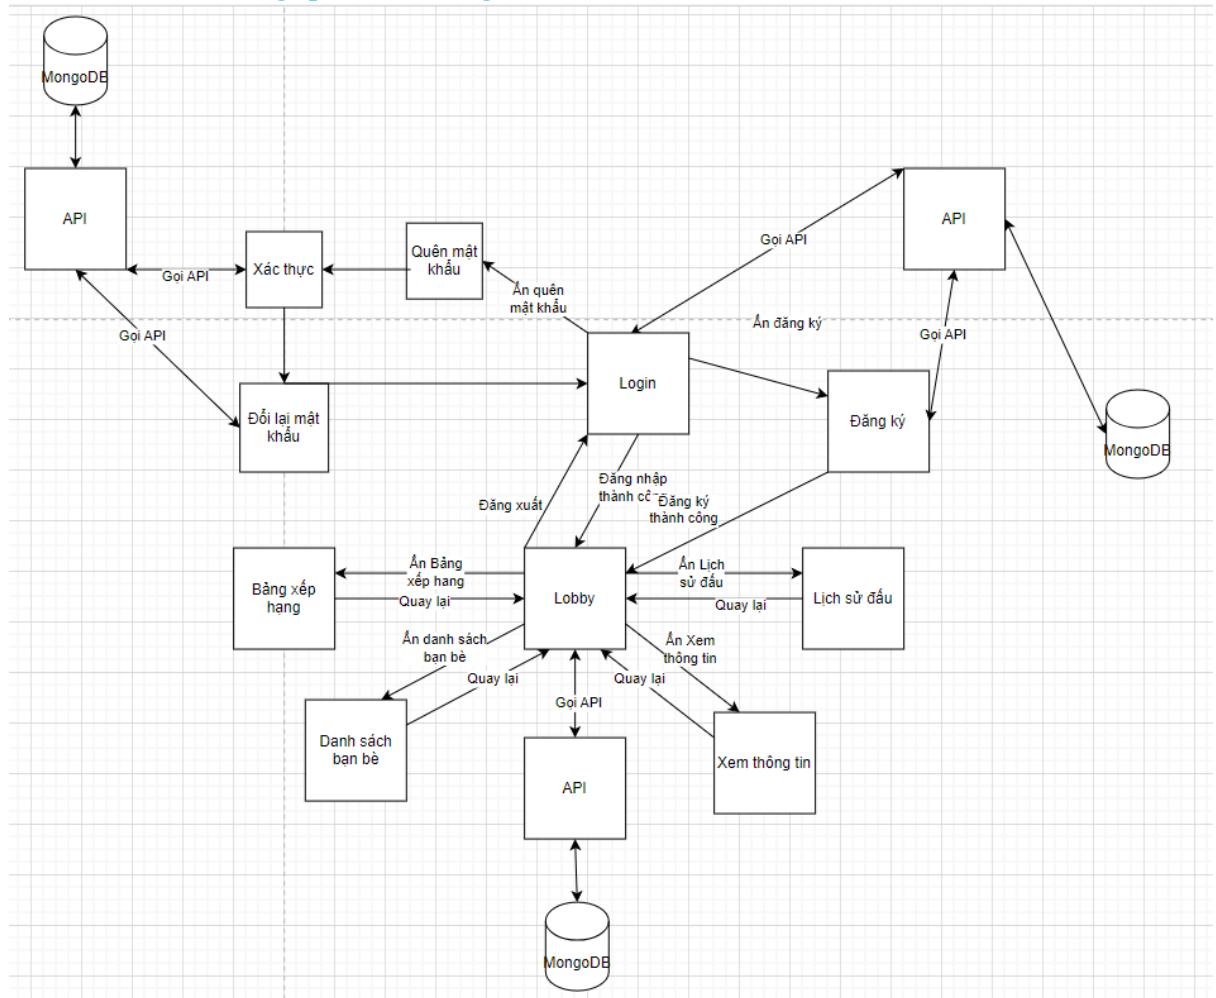 MongoDB
API
API
Gọi API
Quên mật
khẩu
Xác thực
Gọi API
Ấn quên
mật khẩu
Ấn đăng ký
Gọi API
Gọi API
Login
Đổi lại mật
khẩu
Đăng ký
MongoDB
Đăng nhập
thành cô
Đăng xuất
Đăng ký
thành công
Ấn Bảng
xếp hang
Ấn Lịch
sử đấu
Bảng xếp
hạng
Quay lại
Lobby
Quay lại
Lịch sử đấu
Ấn danh sách
bạn bè
Ấn Xem
thông tin
Quay lại
Quay lại
Gọi API
Danh sách
bạn bè
Xem thông tin
API
MongoDB